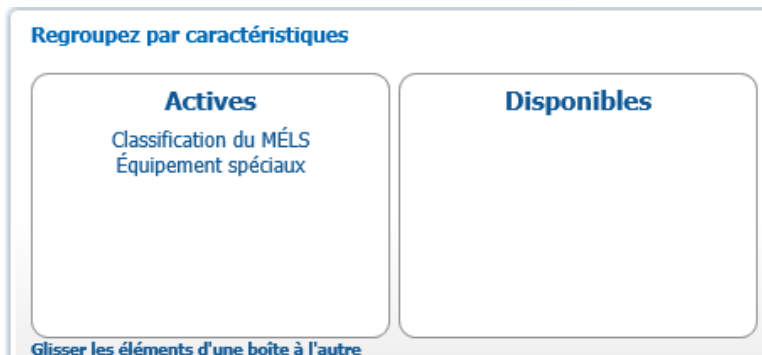 Regroupez par caractéristiques
Actives
Classification du MÉLS
Équipement spéciaux
Disponibles
Glisser les éléments d'une boîte à l'autre